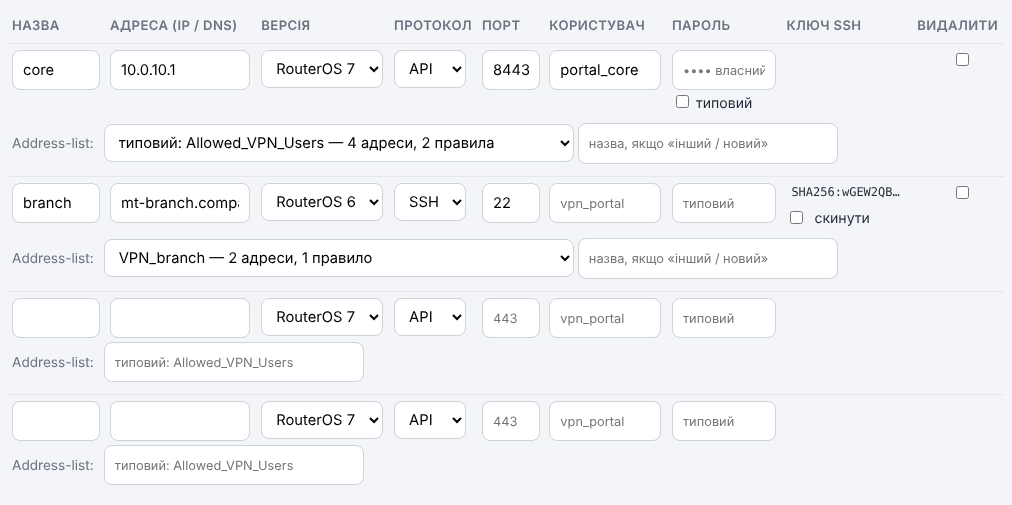 НАЗВА АДРЕСА (IP / DNS) ВЕРСІЯ ПРОТОКОЛ ПОРТ КОРИСТУВАЧ ПАРОЛЬ КЛЮЧ SSH ВИДАЛИТИ
core 10.0.10.1 RouterOS 7 API 8443 portal_core •••• власний
типовий
Address-list: типовий: Allowed_VPN_Users — 4 адреси, 2 правила назва, якщо «інший / новий»
branch mt-branch.compa RouterOS 6 SSH 22 vpn_portal типовий SHA256:wGEW2QB…
скинути
Address-list: VPN_branch — 2 адреси, 1 правило назва, якщо «інший / новий»
RouterOS 7 API 443 vpn_portal типовий
Address-list: типовий: Allowed_VPN_Users
RouterOS 7 API 443 vpn_portal типовий
Address-list: типовий: Allowed_VPN_Users